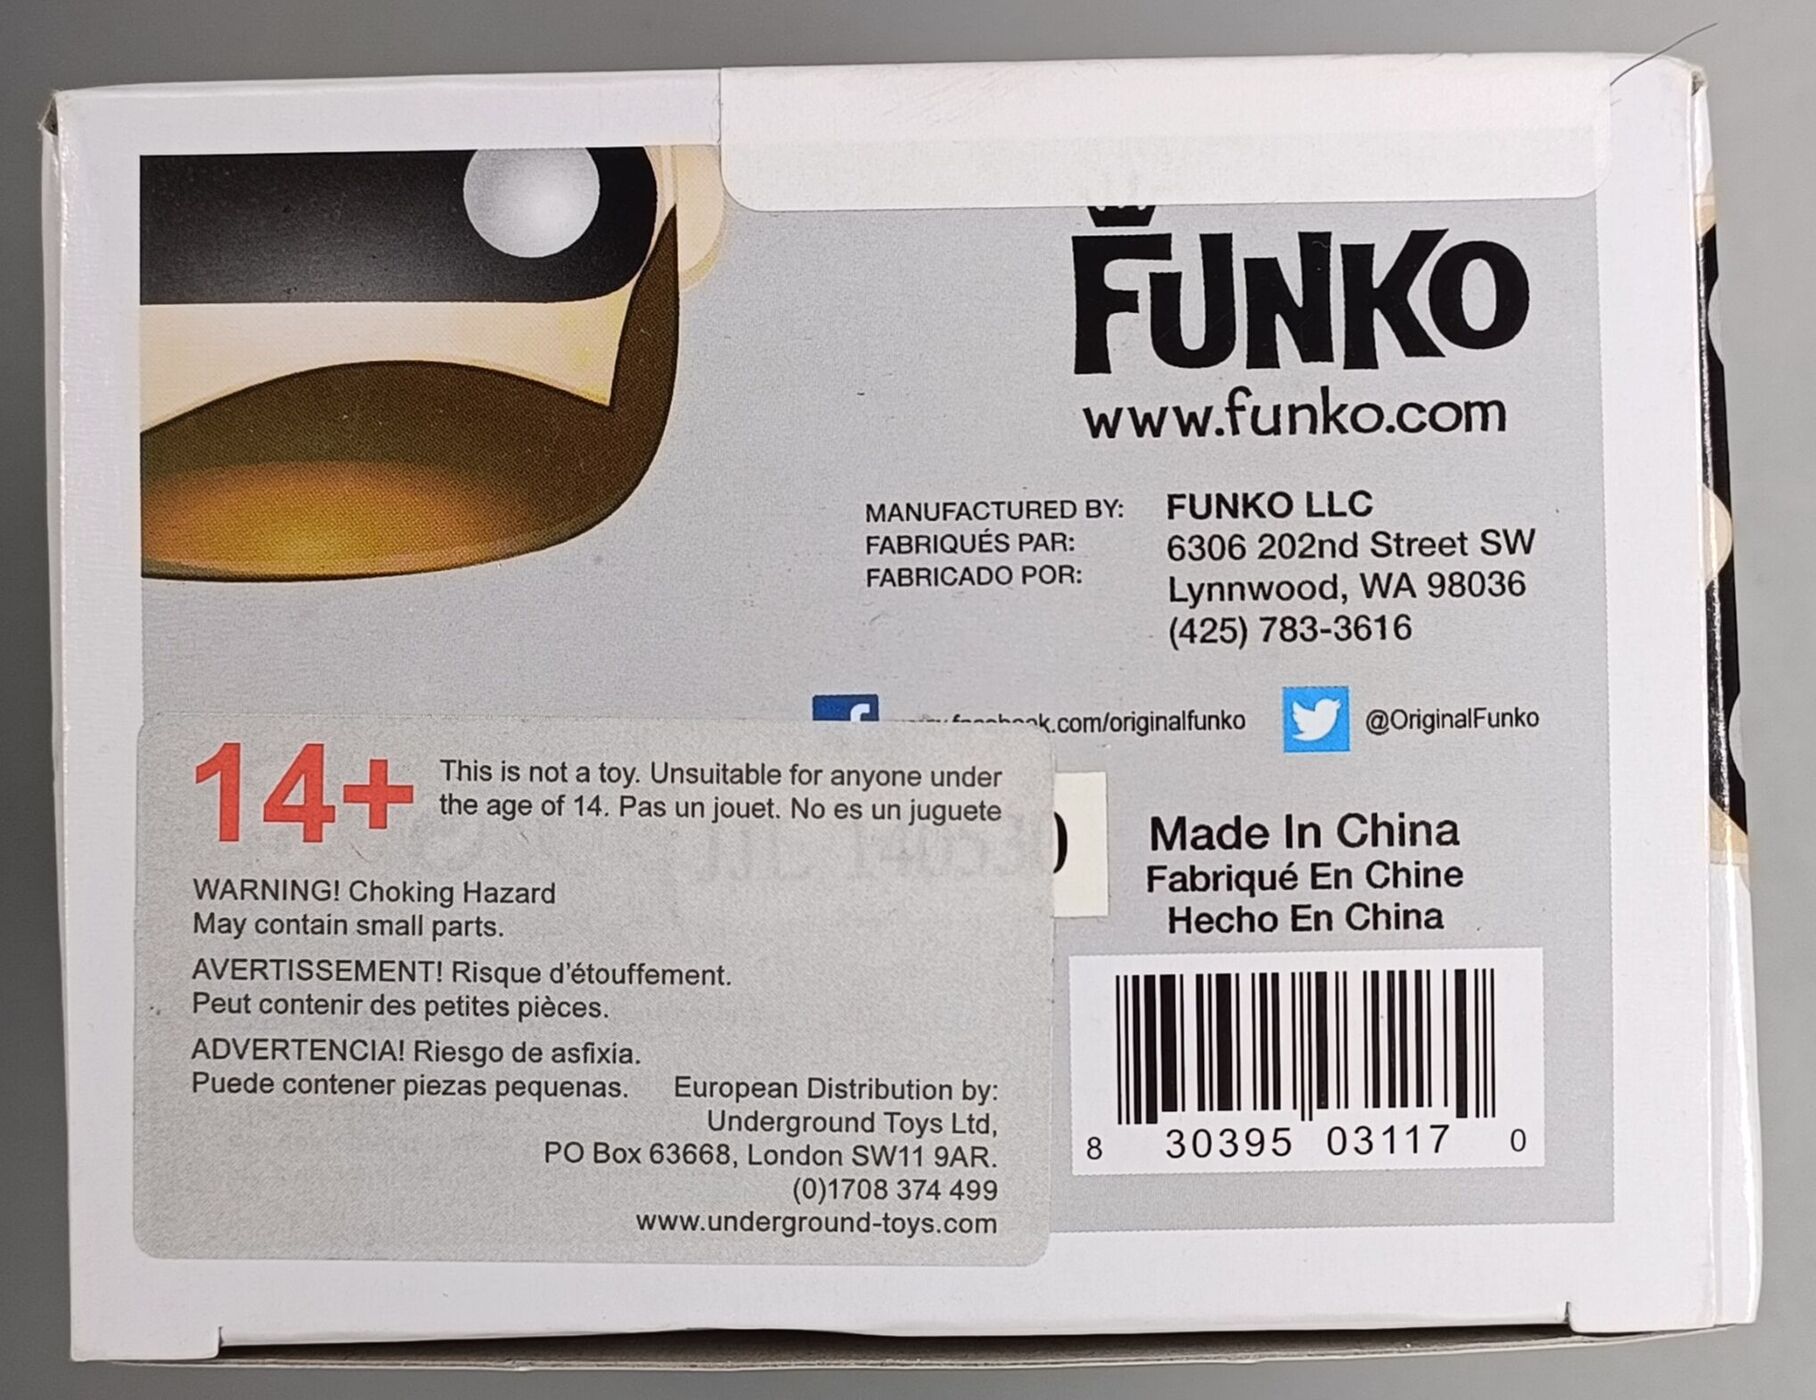 FUNKO
www.funko.com
MANUFACTURED BY:
FABRIQUÉS PAR:
FABRICADO POR:
FUNKO LLC
6306 202nd Street SW
Lynnwood, WA 98036
(425) 783-3616
k.com/originalfunko
@OriginalFunko
14+
This is not a toy. Unsuitable for anyone under
the age of 14. Pas un jouet. No es un juguete
WARNING! Choking Hazard
May contain small parts.
AVERTISSEMENT! Risque d'étouffement.
Peut contenir des petites pièces.
ADVERTENCIA! Riesgo de asfixia.
Puede contener piezas pequenas.
European Distribution by:
Underground Toys Ltd,
PO Box 63668, London SW11 9AR.
(0)1708 374 499
www.underground-toys.com
Made In China
Fabriqué En Chine
Hecho En China
8 30395 03117 0